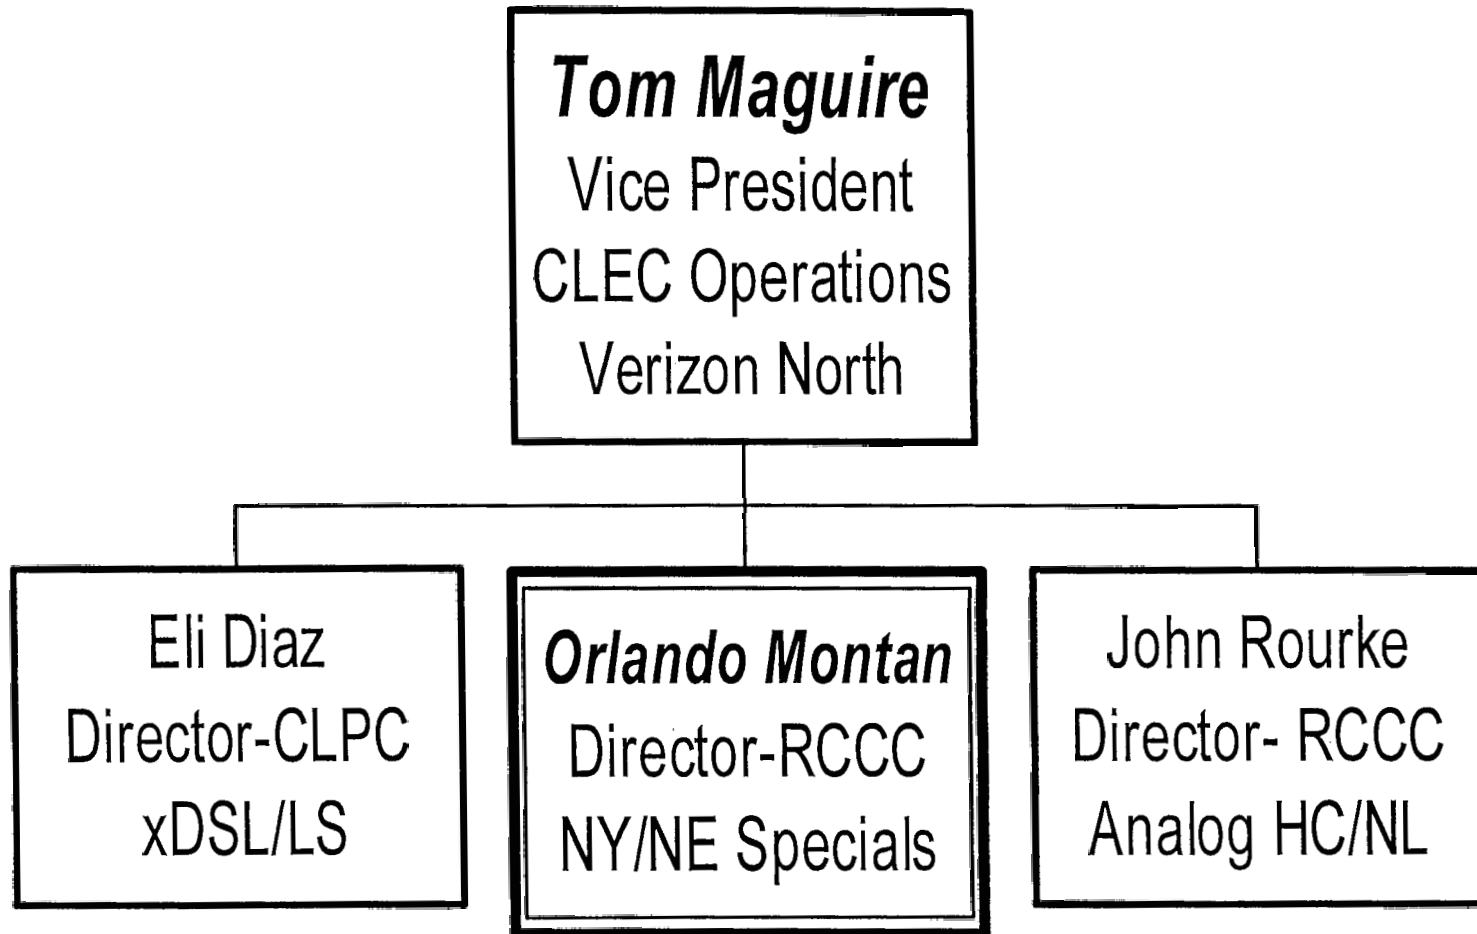 Tom Maguire
Vice President
CLEC Operations
Verizon North
Eli Diaz
Director-CLPC
xDSL/LS
Orlando Montan
Director-RCCC
NY/NE Specials
John Rourke
Director- RCCC
Analog HC/NL